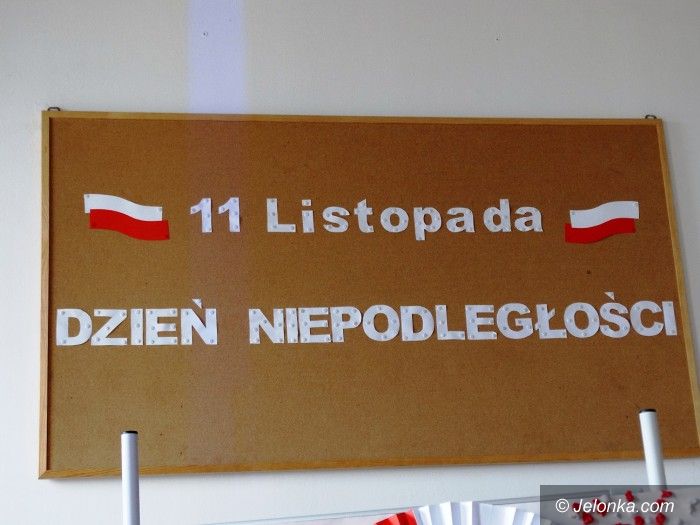 11 Listopada
DZIEŃ NIEPODLEGŁOŚCI
© Jelonka.com